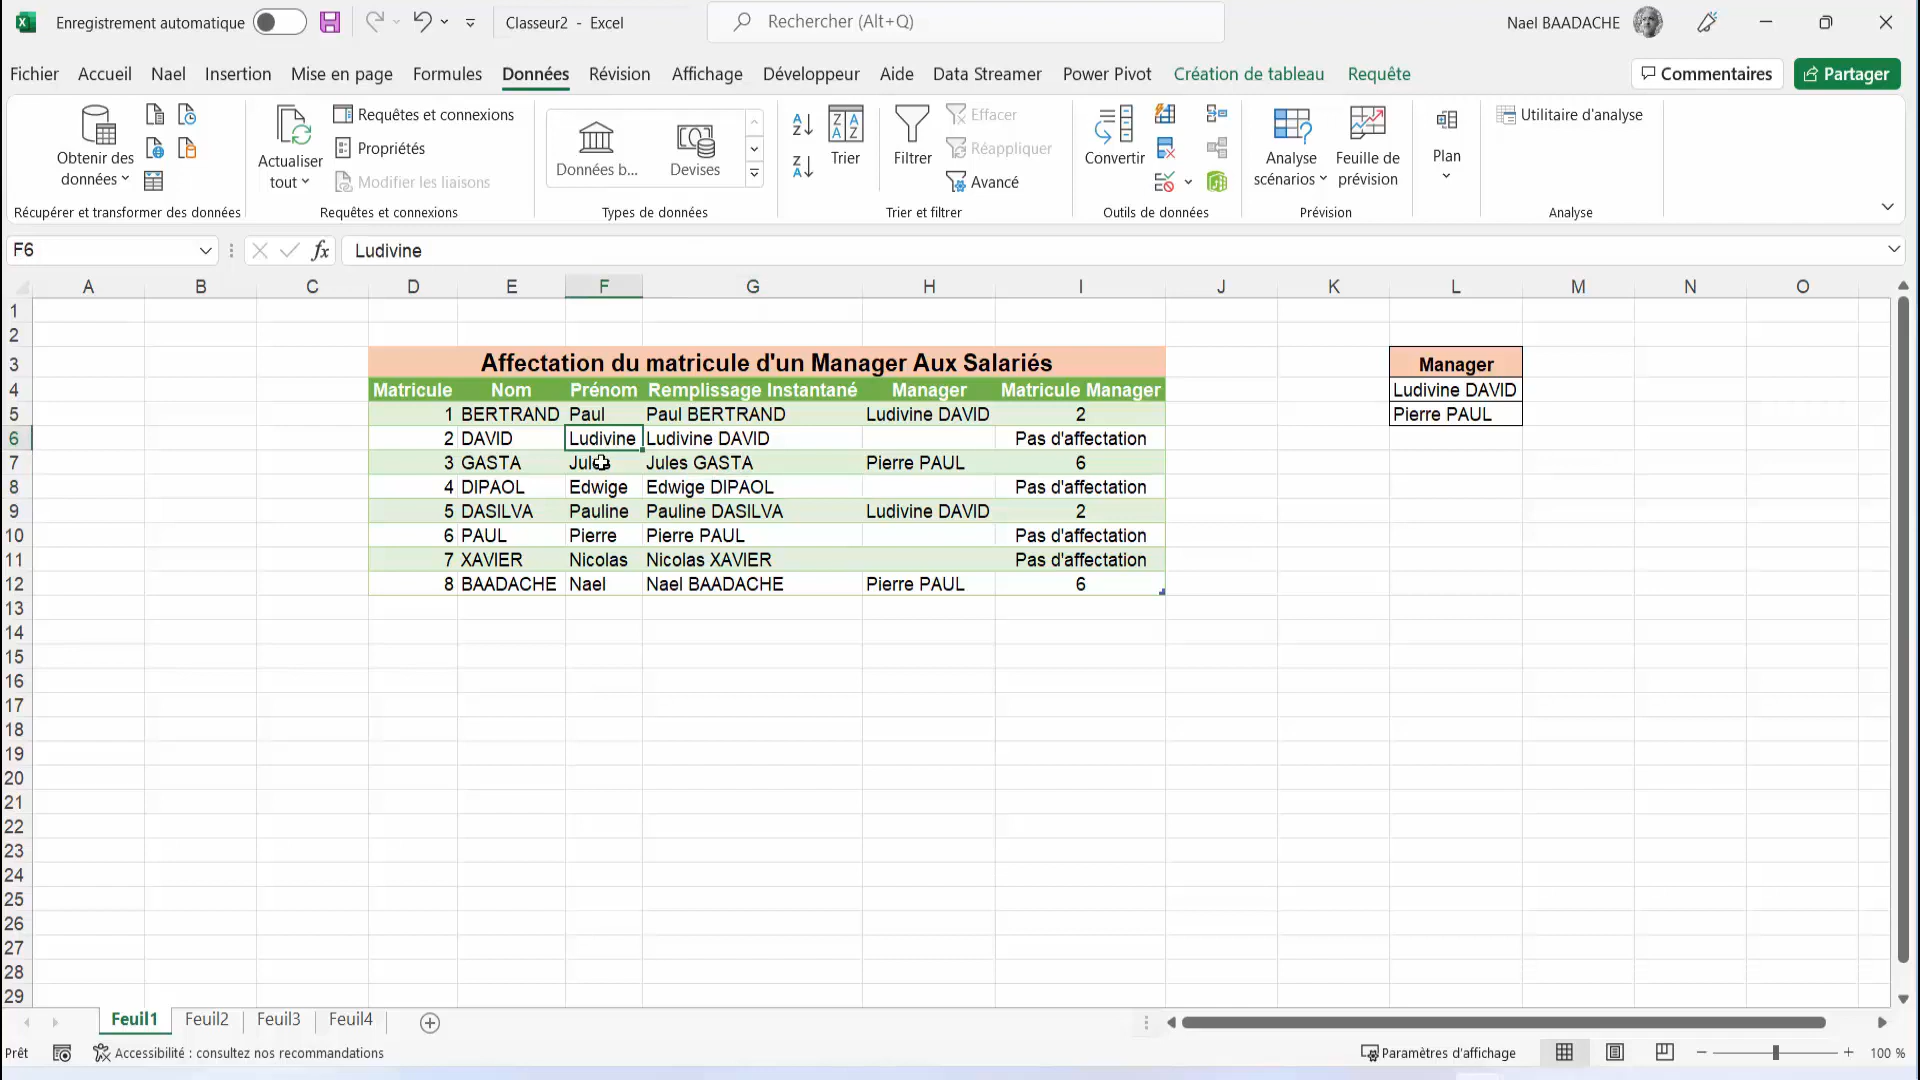 Enregistrement automatique Classeur2 - Excel Rechercher (Alt+Q) Nael BAADACHE
Fichier Accueil Nael Insertion Mise en page Formules Données Révision Affichage Développeur Aide Data Streamer Power Pivot Création de tableau Requête Commentaires Partager
Obtenir des données
Récupérer et transformer des données
Actualiser tout
Requêtes et connexions
Propriétés
Modifier les liaisons
Requêtes et connexions
Données b... Devises
Types de données
Trier
Filtrer
Effacer
Réappliquer
Avancé
Trier et filtrer
Convertir
Outils de données
Analyse scénarios
Feuille de prévision
Prévision
Plan
Utilitaire d'analyse
Analyse
F6 fx Ludivine
A B C D E F G H I J K L M N O
1
2
3 Affectation du matricule d'un Manager Aux Salariés Manager
4 Matricule Nom Prénom Remplissage Instantané Manager Matricule Manager Ludivine DAVID
5 1 BERTRAND Paul Paul BERTRAND Ludivine DAVID 2 Pierre PAUL
6 2 DAVID Ludivine Ludivine DAVID Pas d'affectation
7 3 GASTA Jules Jules GASTA Pierre PAUL 6
8 4 DIPAOL Edwige Edwige DIPAOL Pas d'affectation
9 5 DASILVA Pauline Pauline DASILVA Ludivine DAVID 2
10 6 PAUL Pierre Pierre PAUL Pas d'affectation
11 7 XAVIER Nicolas Nicolas XAVIER Pas d'affectation
12 8 BAADACHE Nael Nael BAADACHE Pierre PAUL 6
13
14
15
16
17
18
19
20
21
22
23
24
25
26
27
28
29
Feuil1 Feuil2 Feuil3 Feuil4
Prêt Accessibilité : consultez nos recommandations Paramètres d'affichage 100 %